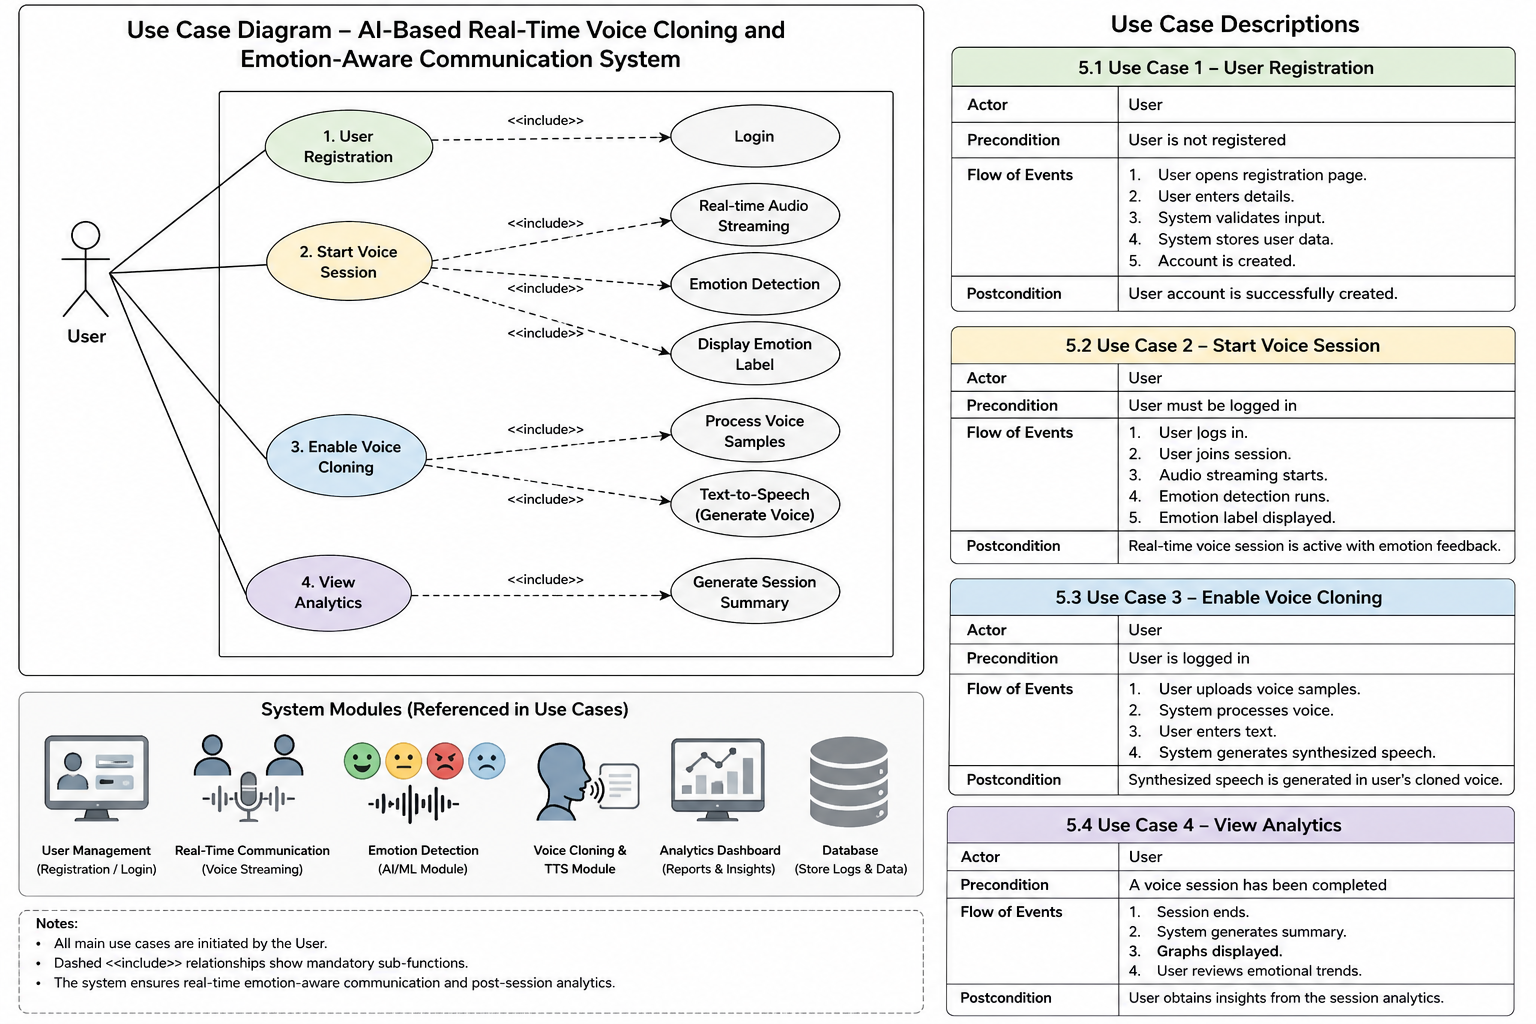 Use Case Diagram – AI-Based Real-Time Voice Cloning and
Emotion-Aware Communication System
User
1. User
Registration
<<include>>
Login
2. Start Voice
Session
<<include>>
Real-time Audio
Streaming
<<include>>
Emotion Detection
<<include>>
Display Emotion
Label
3. Enable Voice
Cloning
<<include>>
Process Voice
Samples
<<include>>
Text-to-Speech
(Generate Voice)
4. View
Analytics
<<include>>
Generate Session
Summary
System Modules (Referenced in Use Cases)
User Management
(Registration / Login)
Real-Time Communication
(Voice Streaming)
Emotion Detection
(AI/ML Module)
Voice Cloning &
TTS Module
Analytics Dashboard
(Reports & Insights)
Database
(Store Logs & Data)
Notes:
• All main use cases are initiated by the User.
• Dashed <<include>> relationships show mandatory sub-functions.
• The system ensures real-time emotion-aware communication and post-session analytics.
Use Case Descriptions
5.1 Use Case 1 – User Registration
Actor User
Precondition User is not registered
Flow of Events 1. User opens registration page.
2. User enters details.
3. System validates input.
4. System stores user data.
5. Account is created.
Postcondition User account is successfully created.
5.2 Use Case 2 – Start Voice Session
Actor User
Precondition User must be logged in
Flow of Events 1. User logs in.
2. User joins session.
3. Audio streaming starts.
4. Emotion detection runs.
5. Emotion label displayed.
Postcondition Real-time voice session is active with emotion feedback.
5.3 Use Case 3 – Enable Voice Cloning
Actor User
Precondition User is logged in
Flow of Events 1. User uploads voice samples.
2. System processes voice.
3. User enters text.
4. System generates synthesized speech.
Postcondition Synthesized speech is generated in user's cloned voice.
5.4 Use Case 4 – View Analytics
Actor User
Precondition A voice session has been completed
Flow of Events 1. Session ends.
2. System generates summary.
3. Graphs displayed.
4. User reviews emotional trends.
Postcondition User obtains insights from the session analytics.